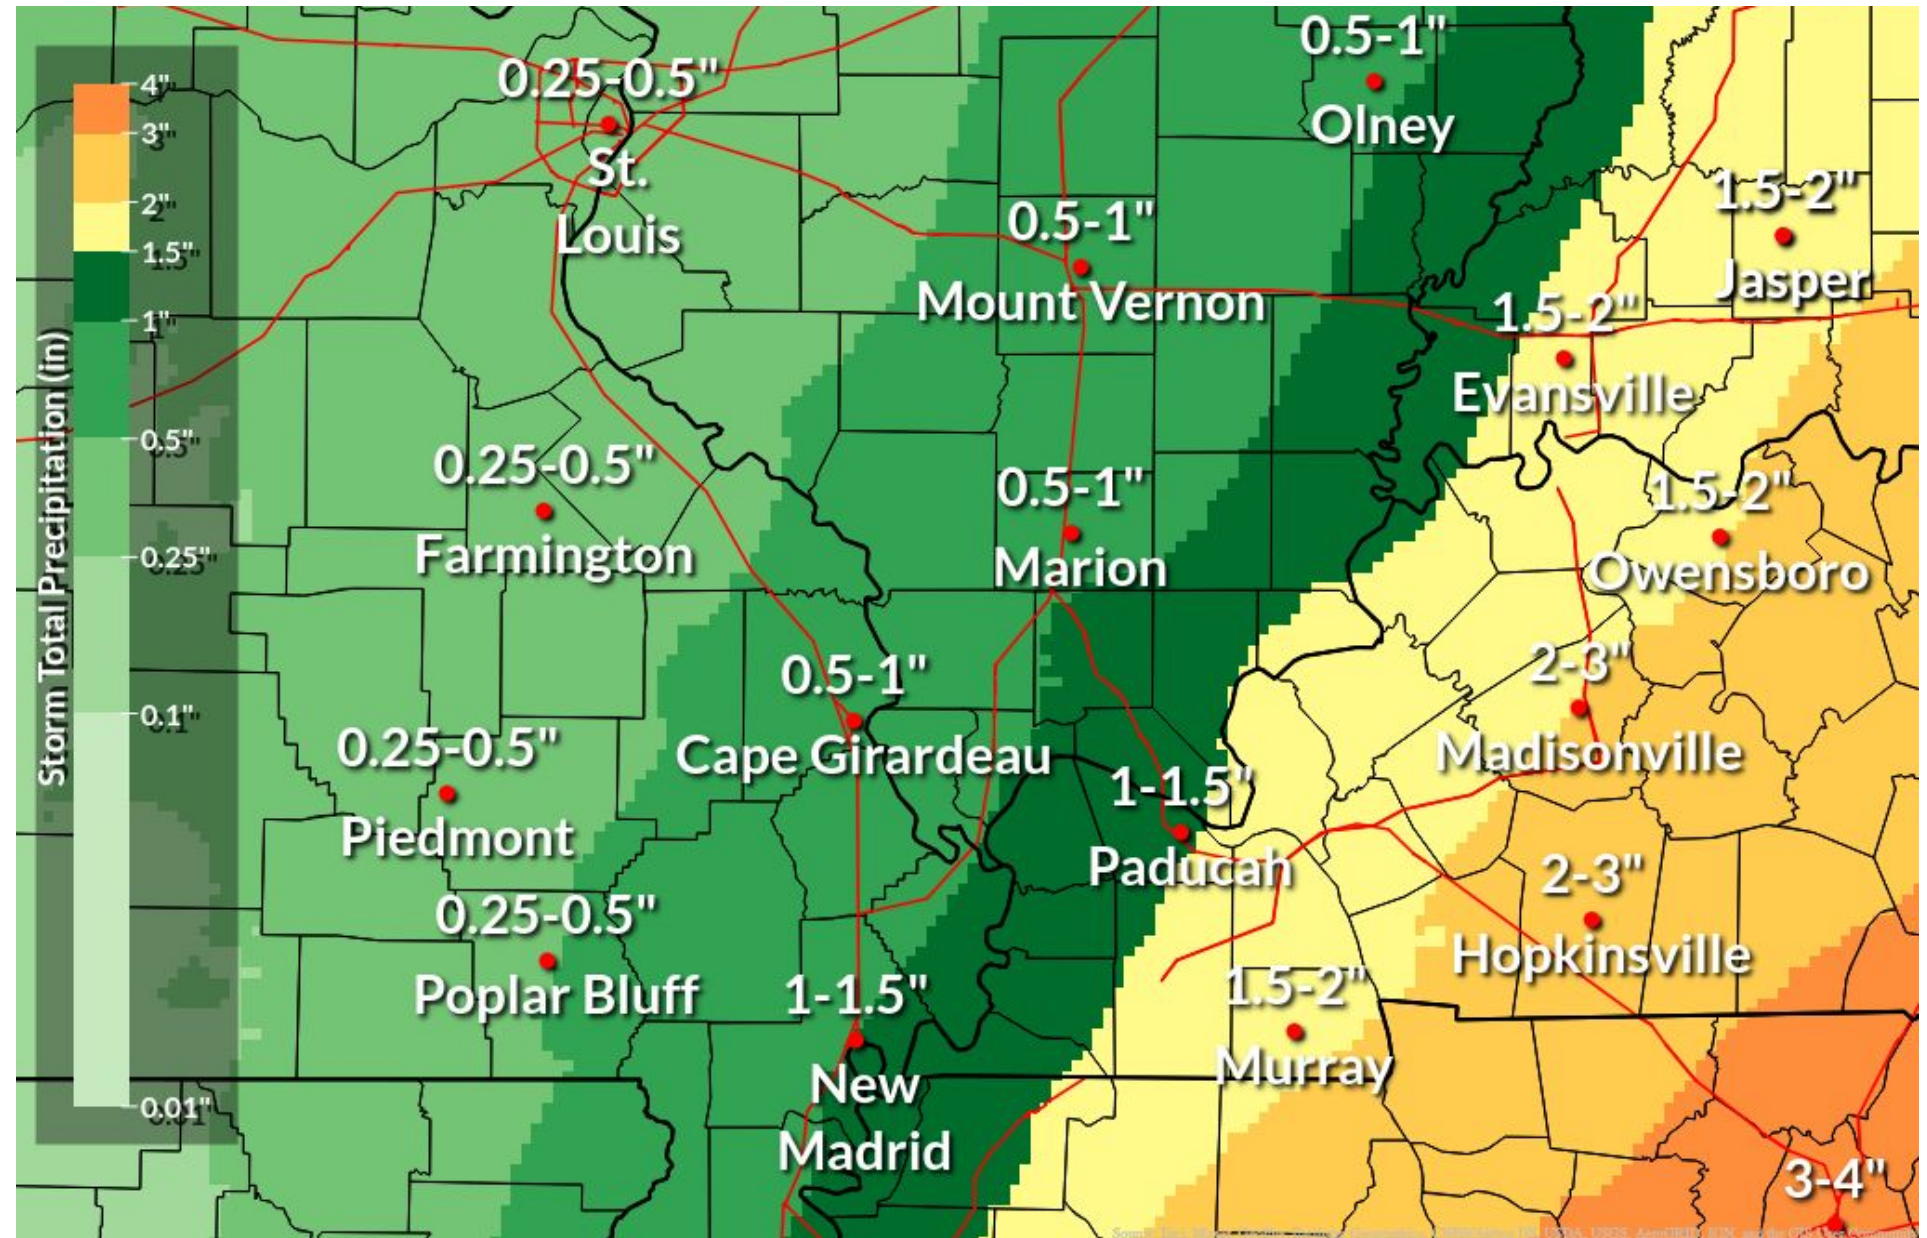 Storm Total Precipitation (in)
4"
3"
2"
1.5"
1"
0.5"
0.25"
0.1"
0.01"
0.5-1"
Olney
0.25-0.5"
St.
Louis
1.5-2"
Jasper
0.5-1"
Mount Vernon
1.5-2"
Evansville
0.25-0.5"
Farmington
0.5-1"
Marion
1.5-2"
Owensboro
0.5-1"
Cape Girardeau
2-3"
Madisonville
0.25-0.5"
Piedmont
1-1.5"
Paducah
0.25-0.5"
Poplar Bluff
2-3"
Hopkinsville
1-1.5"
New
Madrid
1.5-2"
Murray
3-4"